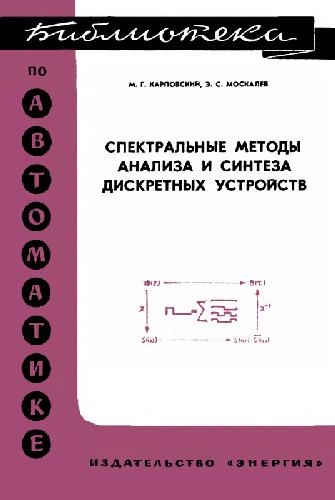 Библиотека
ПО
АВТОМАТИКЕ
М. Г. КАРПОВСКИЙ, Э. С. МОСКАЛЕВ
СПЕКТРАЛЬНЫЕ МЕТОДЫ
АНАЛИЗА И СИНТЕЗА
ДИСКРЕТНЫХ УСТРОЙСТВ
ИЗДАТЕЛЬСТВО «ЭНЕРГИЯ»